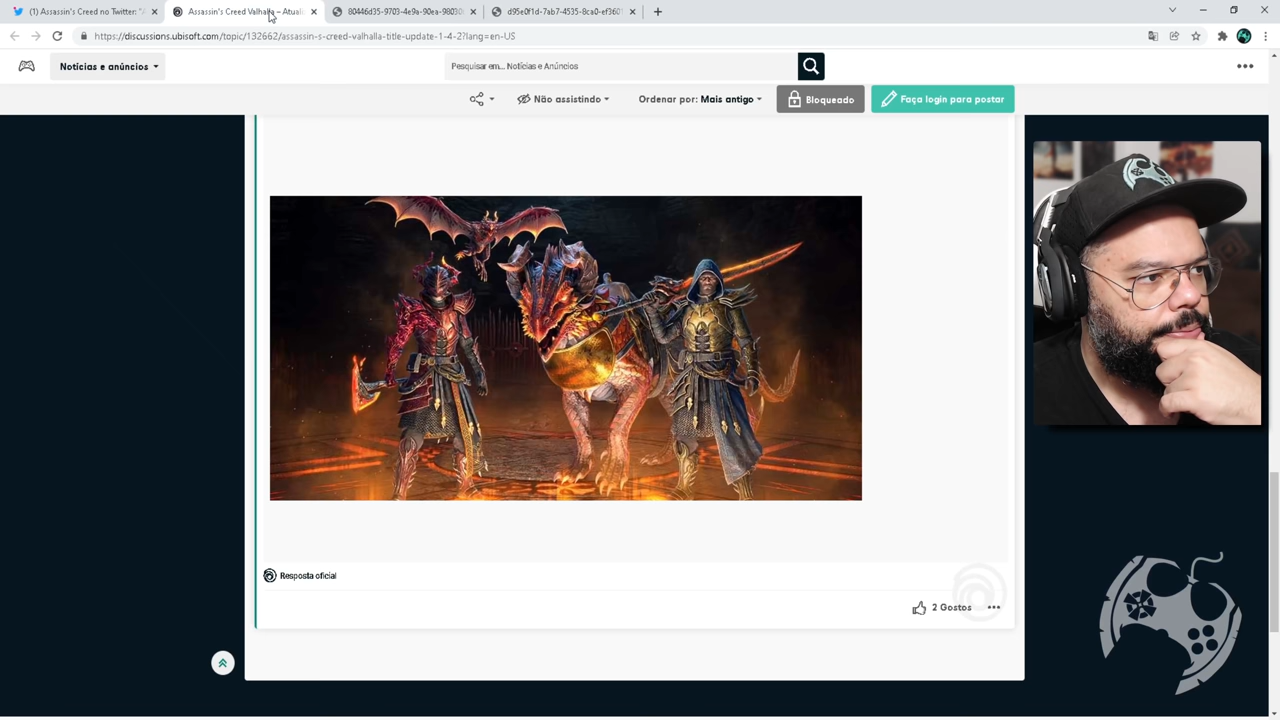 (1) Assassin's Creed no Twitter: "A
Assassin's Creed Valhalla – Atuali
80446d35-9703-4e9a-90ea-98030
d95e0f1d-7ab7-4535-8ca0-ef3601
https://discussions.ubisoft.com/topic/132662/assassin-s-creed-valhalla-title-update-1-4-2?lang=en-US
Notícias e anúncios
Pesquisar em... Notícias e Anúncios
Não assistindo
Ordenar por: Mais antigo
Bloqueado
Faça login para postar
Resposta oficial
2 Gostos